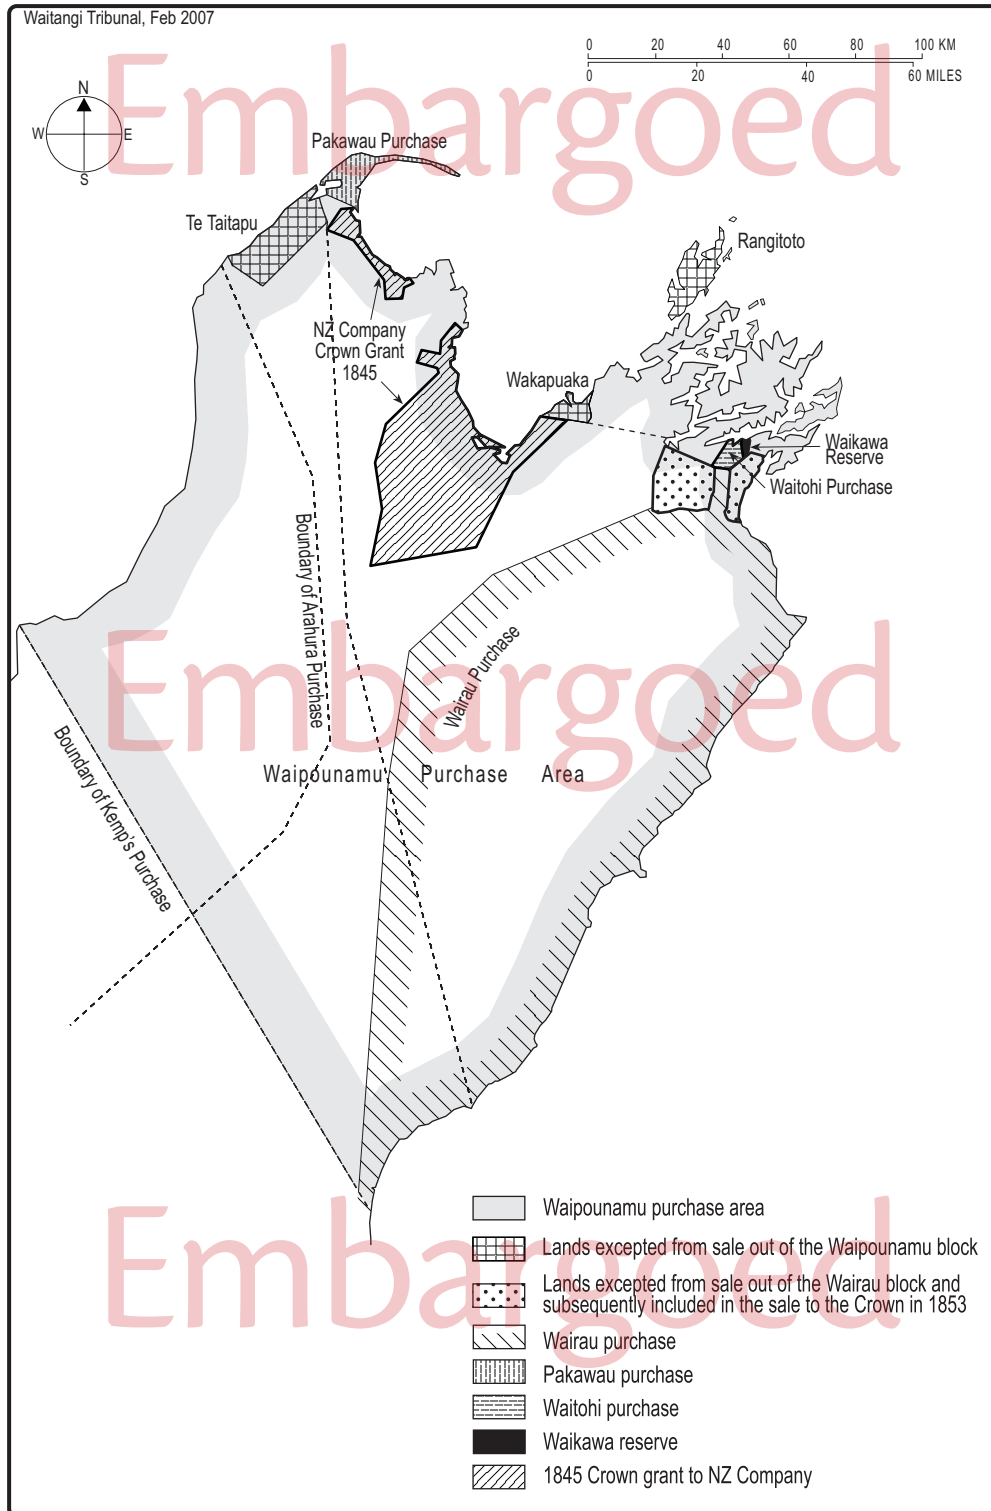 Waitangi Tribunal, Feb 2007
0 20 40 60 80 100 KM
0 20 40 60 MILES
N
W E
S
Embargoed
Pakawau Purchase
Te Taitapu
Rangitoto
NZ Company
Crown Grant
1845
Wakapuaka
Waikawa
Reserve
Waitohi Purchase
Boundary of Arahura Purchase
Embargoed
Wairau Purchase
Boundary of Kemp's Purchase
Waipounamu Purchase Area
Embargoed
Waipounamu purchase area
Lands excepted from sale out of the Waipounamu block
Lands excepted from sale out of the Wairau block and
subsequently included in the sale to the Crown in 1853
Wairau purchase
Pakawau purchase
Waitohi purchase
Waikawa reserve
1845 Crown grant to NZ Company